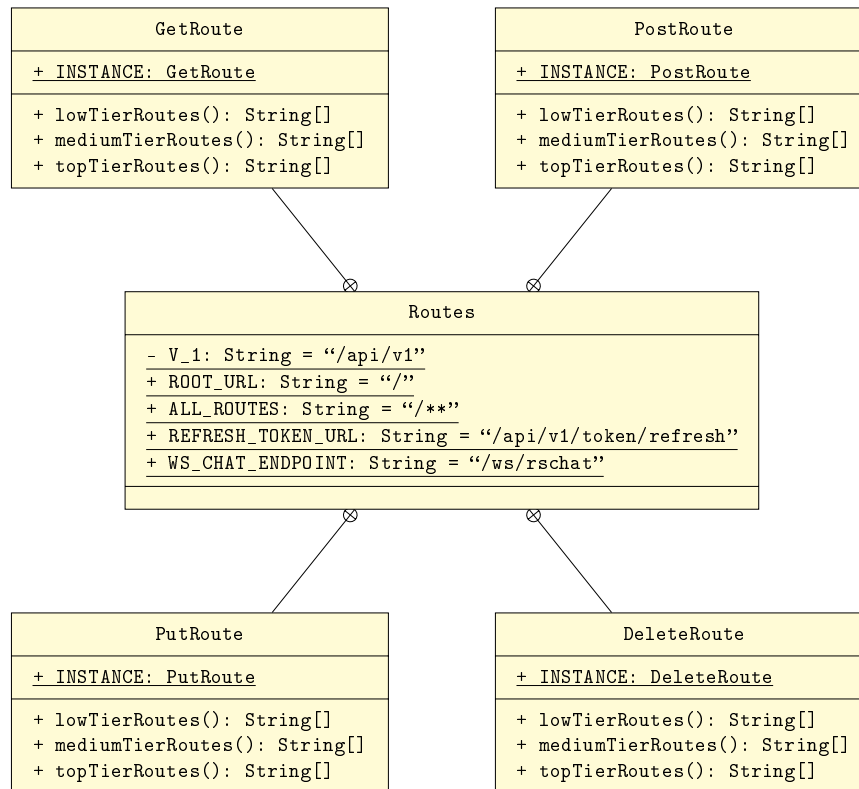 GetRoute
+ INSTANCE: GetRoute
+ lowTierRoutes(): String[]
+ mediumTierRoutes(): String[]
+ topTierRoutes(): String[]
PostRoute
+ INSTANCE: PostRoute
+ lowTierRoutes(): String[]
+ mediumTierRoutes(): String[]
+ topTierRoutes(): String[]
Routes
- V_1: String = “/api/v1”
+ ROOT_URL: String = “/”
+ ALL_ROUTES: String = “/**”
+ REFRESH_TOKEN_URL: String = “/api/v1/token/refresh”
+ WS_CHAT_ENDPOINT: String = “/ws/rschat”
PutRoute
+ INSTANCE: PutRoute
+ lowTierRoutes(): String[]
+ mediumTierRoutes(): String[]
+ topTierRoutes(): String[]
DeleteRoute
+ INSTANCE: DeleteRoute
+ lowTierRoutes(): String[]
+ mediumTierRoutes(): String[]
+ topTierRoutes(): String[]